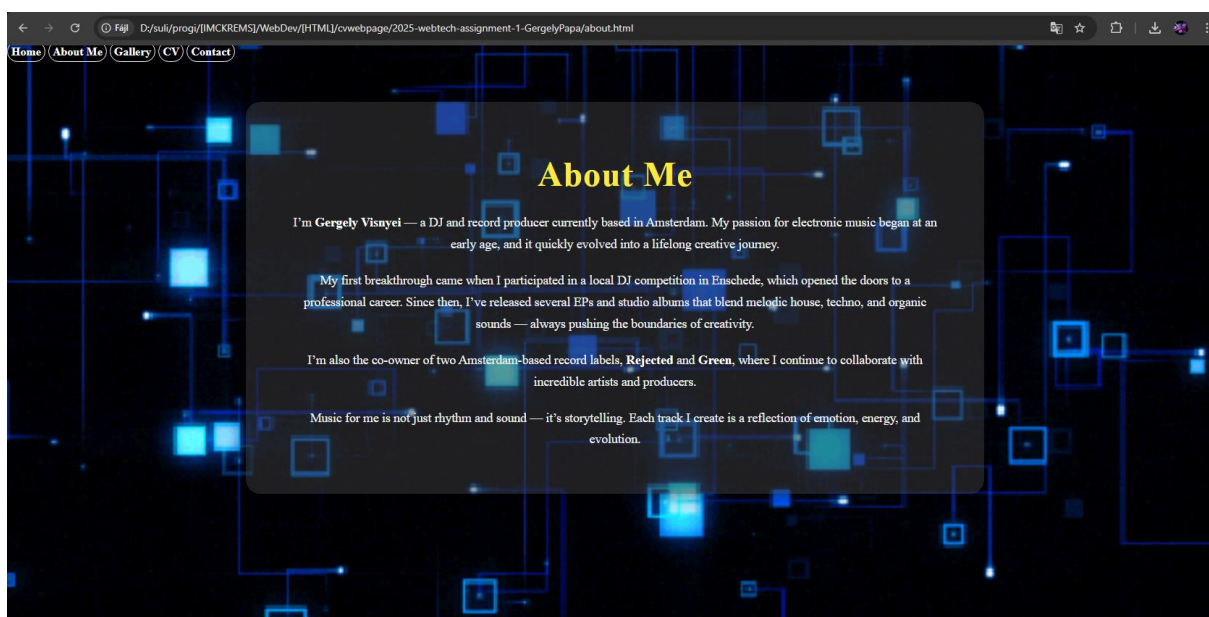 Fájl D:/suli/progi/[IMCKREMS]/WebDev/[HTML]/cvwebpage/2025-webtech-assignment-1-GergelyPapa/about.html
Home About Me Gallery CV Contact
About Me
I’m Gergely Visnyei — a DJ and record producer currently based in Amsterdam. My passion for electronic music began at an
early age, and it quickly evolved into a lifelong creative journey.
My first breakthrough came when I participated in a local DJ competition in Enschede, which opened the doors to a
professional career. Since then, I’ve released several EPs and studio albums that blend melodic house, techno, and organic
sounds — always pushing the boundaries of creativity.
I’m also the co-owner of two Amsterdam-based record labels, Rejected and Green, where I continue to collaborate with
incredible artists and producers.
Music for me is not just rhythm and sound — it’s storytelling. Each track I create is a reflection of emotion, energy, and
evolution.